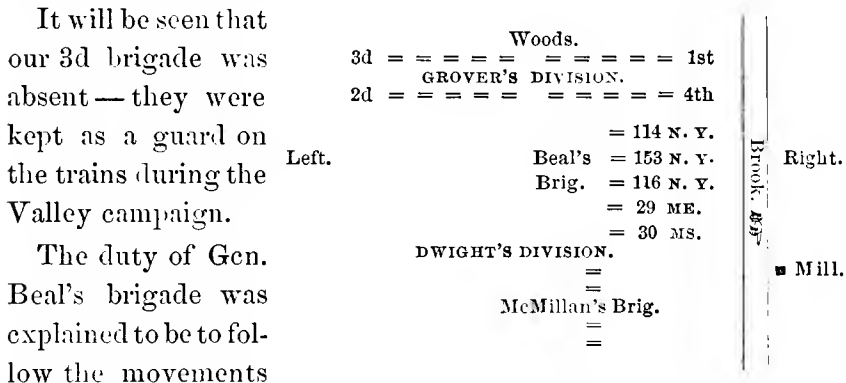 It will be seen that
our 3d brigade was
absent — they were
kept as a guard on
the trains during the
Valley campaign.
The duty of Gen.
Beal's brigade was
explained to be to fol-
low the movements
Woods.
3d = = = = = = = = = = 1st
GROVER'S DIVISION.
2d = = = = = = = = = = 4th
= 114 N. Y.
Left.
Beal's = 153 N. Y.
Brig. = 116 N. Y.
= 29 ME.
= 30 MS.
DWIGHT'S DIVISION.
=
=
McMillan's Brig.
=
=
Brook.
Right.
Mill.